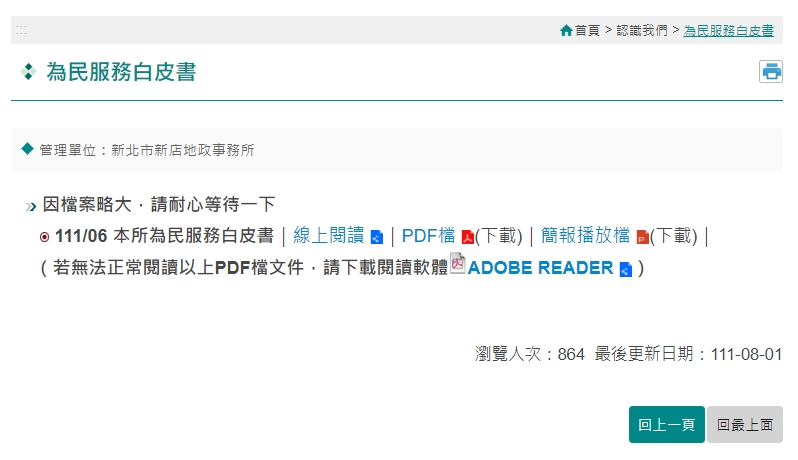 :::
首頁 > 認識我們 > 為民服務白皮書
為民服務白皮書
管理單位：新北市新店地政事務所
因檔案略大，請耐心等待一下
111/06 本所為民服務白皮書｜線上閱讀｜PDF檔(下載)｜簡報播放檔(下載)｜
（若無法正常閱讀以上PDF檔文件，請下載閱讀軟體ADOBE READER）
瀏覽人次：864 最後更新日期：111-08-01
回上一頁 回最上面